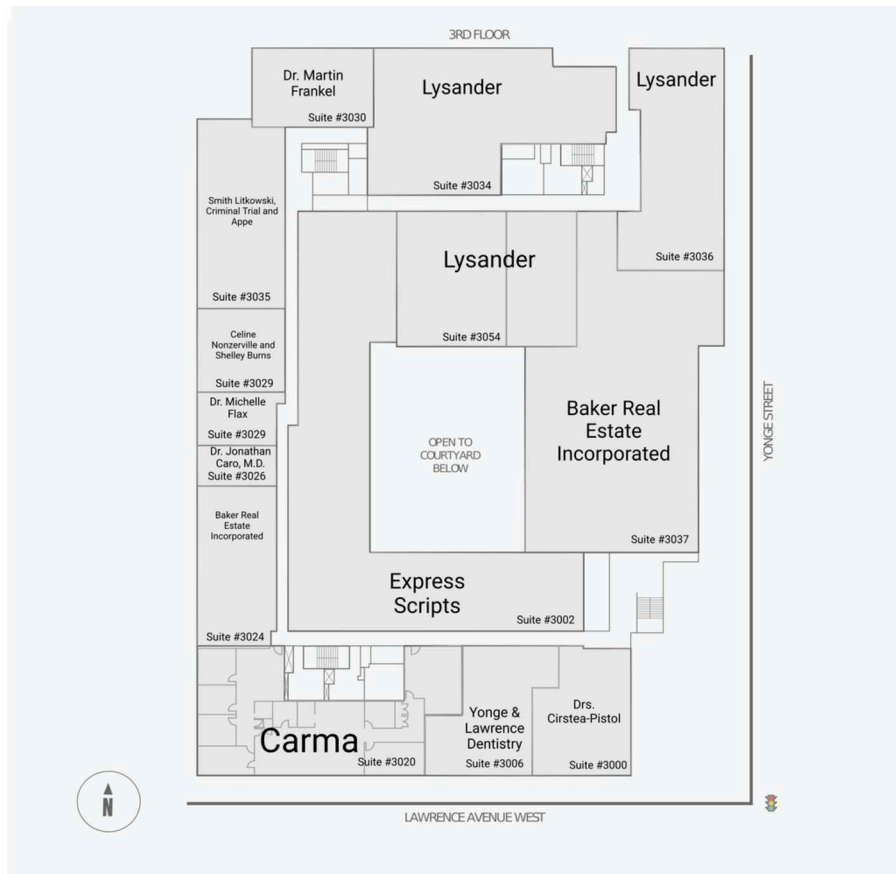 3RD FLOOR
Dr. Martin
Frankel
Suite #3030
Lysander
Suite #3034
Lysander
Suite #3036
Smith Litkowski,
Criminal Trial and
Appe
Suite #3035
Lysander
Suite #3054
Celine
Nonzerville and
Shelley Burns
Suite #3029
Dr. Michelle
Flax
Suite #3029
Dr. Jonathan
Caro, M.D.
Suite #3026
OPEN TO
COURTYARD
BELOW
Baker Real
Estate
Incorporated
Suite #3037
YONGE STREET
Baker Real
Estate
Incorporated
Suite #3024
Express
Scripts
Suite #3002
Carma
Suite #3020
Yonge &
Lawrence
Dentistry
Suite #3006
Drs.
Cirstea-Pistol
Suite #3000
N
LAWRENCE AVENUE WEST